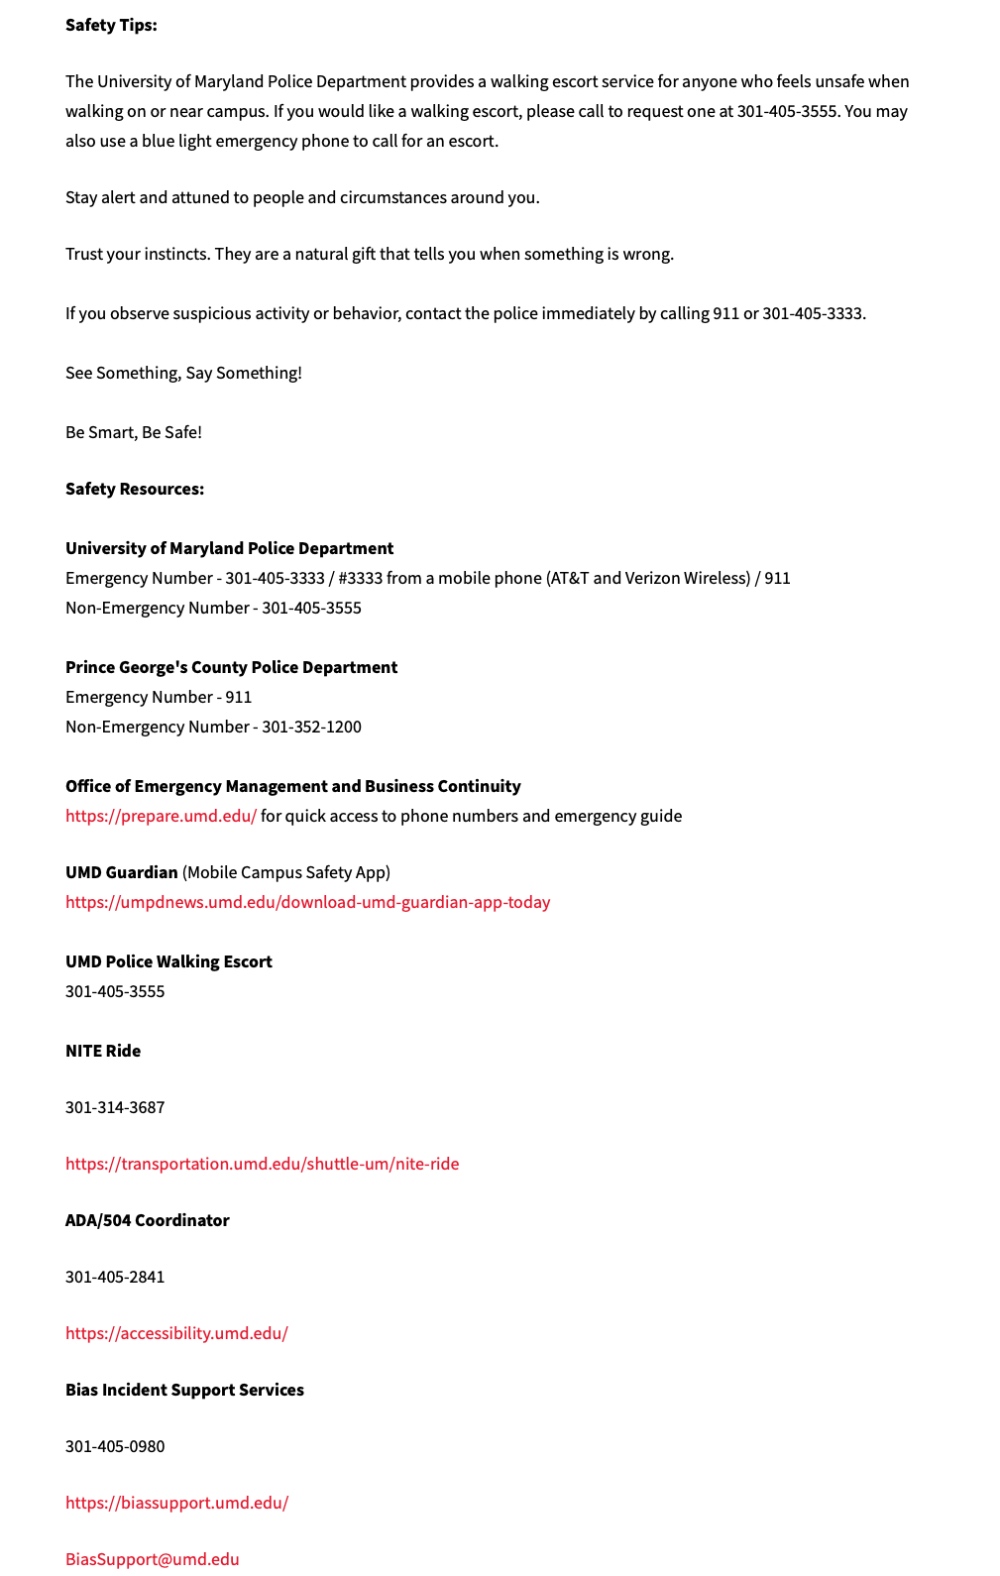 Safety Tips:
The University of Maryland Police Department provides a walking escort service for anyone who feels unsafe when
walking on or near campus. If you would like a walking escort, please call to request one at 301-405-3555. You may
also use a blue light emergency phone to call for an escort.
Stay alert and attuned to people and circumstances around you.
Trust your instincts. They are a natural gift that tells you when something is wrong.
If you observe suspicious activity or behavior, contact the police immediately by calling 911 or 301-405-3333.
See Something, Say Something!
Be Smart, Be Safe!
Safety Resources:
University of Maryland Police Department
Emergency Number - 301-405-3333 / #3333 from a mobile phone (AT&T and Verizon Wireless) / 911
Non-Emergency Number - 301-405-3555
Prince George's County Police Department
Emergency Number - 911
Non-Emergency Number - 301-352-1200
Office of Emergency Management and Business Continuity
https://prepare.umd.edu/ for quick access to phone numbers and emergency guide
UMD Guardian (Mobile Campus Safety App)
https://umpdnews.umd.edu/download-umd-guardian-app-today
UMD Police Walking Escort
301-405-3555
NITE Ride
301-314-3687
https://transportation.umd.edu/shuttle-um/nite-ride
ADA/504 Coordinator
301-405-2841
https://accessibility.umd.edu/
Bias Incident Support Services
301-405-0980
https://biassupport.umd.edu/
BiasSupport@umd.edu